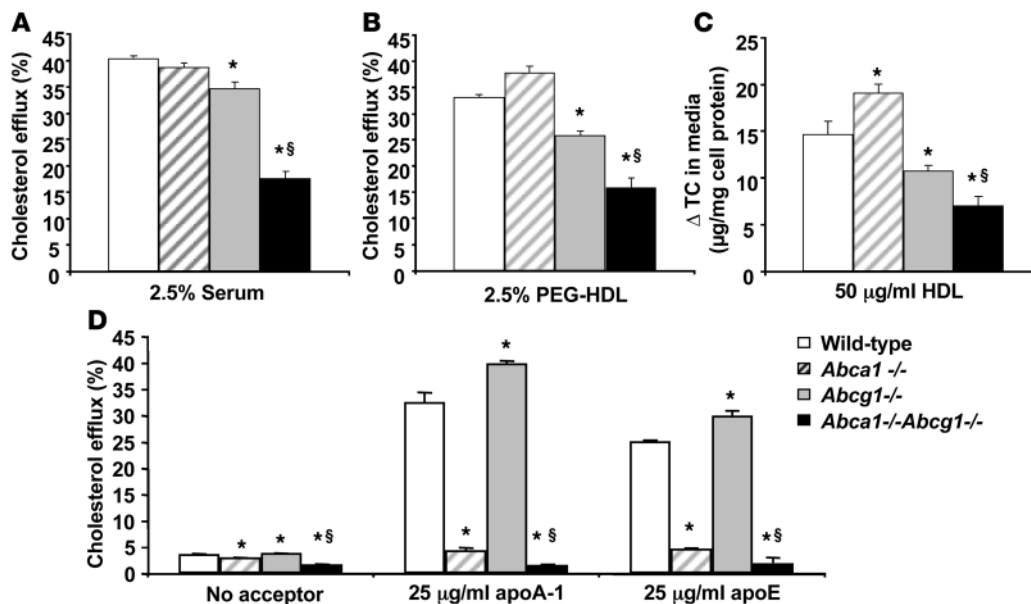 A
Cholesterol efflux (%)
45
40
35
30
25
20
15
10
5
0
*
*§
2.5% Serum
B
Cholesterol efflux (%)
45
40
35
30
25
20
15
10
5
0
*
*§
2.5% PEG-HDL
C
Δ TC in media
(μg/mg cell protein)
25
20
15
10
5
0
*
*
*§
50 μg/ml HDL
D
Cholesterol efflux (%)
45
40
35
30
25
20
15
10
5
0
* * *§
* * *§
* * *§
No acceptor
25 μg/ml apoA-1
25 μg/ml apoE
Wild-type
Abca1 -/-
Abcg1-/-
Abca1-/-Abcg1-/-